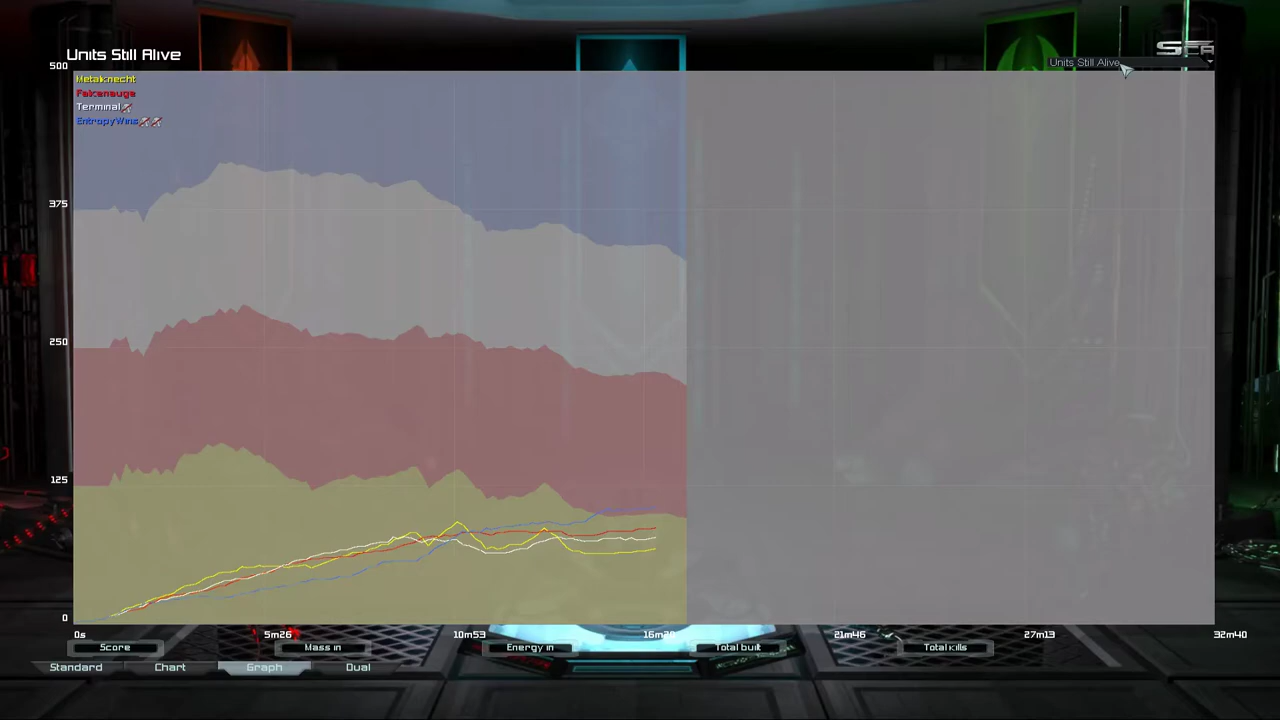 Units Still Alive
500
Units Still Alive
Metalknecht
Falkenauge
Terminal
EntropyWins
375
250
125
0
0s 5m26 10m53 16m20 21m46 27m13 32m40
Score Mass in Energy in Total built Total kills
Standard Chart Graph Dual